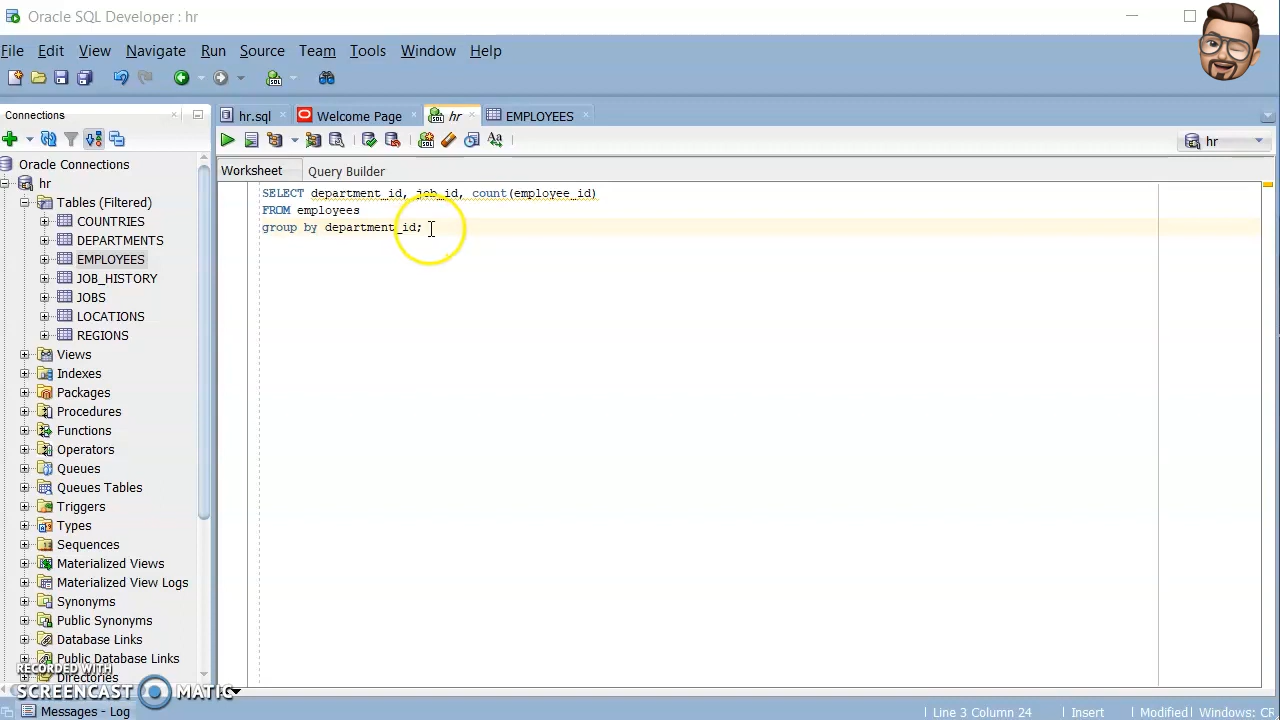 Oracle SQL Developer : hr
File Edit View Navigate Run Source Team Tools Window Help
Connections
hr.sql Welcome Page hr EMPLOYEES
hr
Worksheet Query Builder
Oracle Connections
hr
Tables (Filtered)
COUNTRIES
DEPARTMENTS
EMPLOYEES
JOB_HISTORY
JOBS
LOCATIONS
REGIONS
Views
Indexes
Packages
Procedures
Functions
Operators
Queues
Queues Tables
Triggers
Types
Sequences
Materialized Views
Materialized View Logs
Synonyms
Public Synonyms
Database Links
Public Database Links
Directories
SELECT department_id, job_id, count(employee_id)
FROM employees
group by department_id;
RECORDED WITH
SCREENCAST MATIC
Messages - Log
Line 3 Column 24 Insert Modified Windows: CR